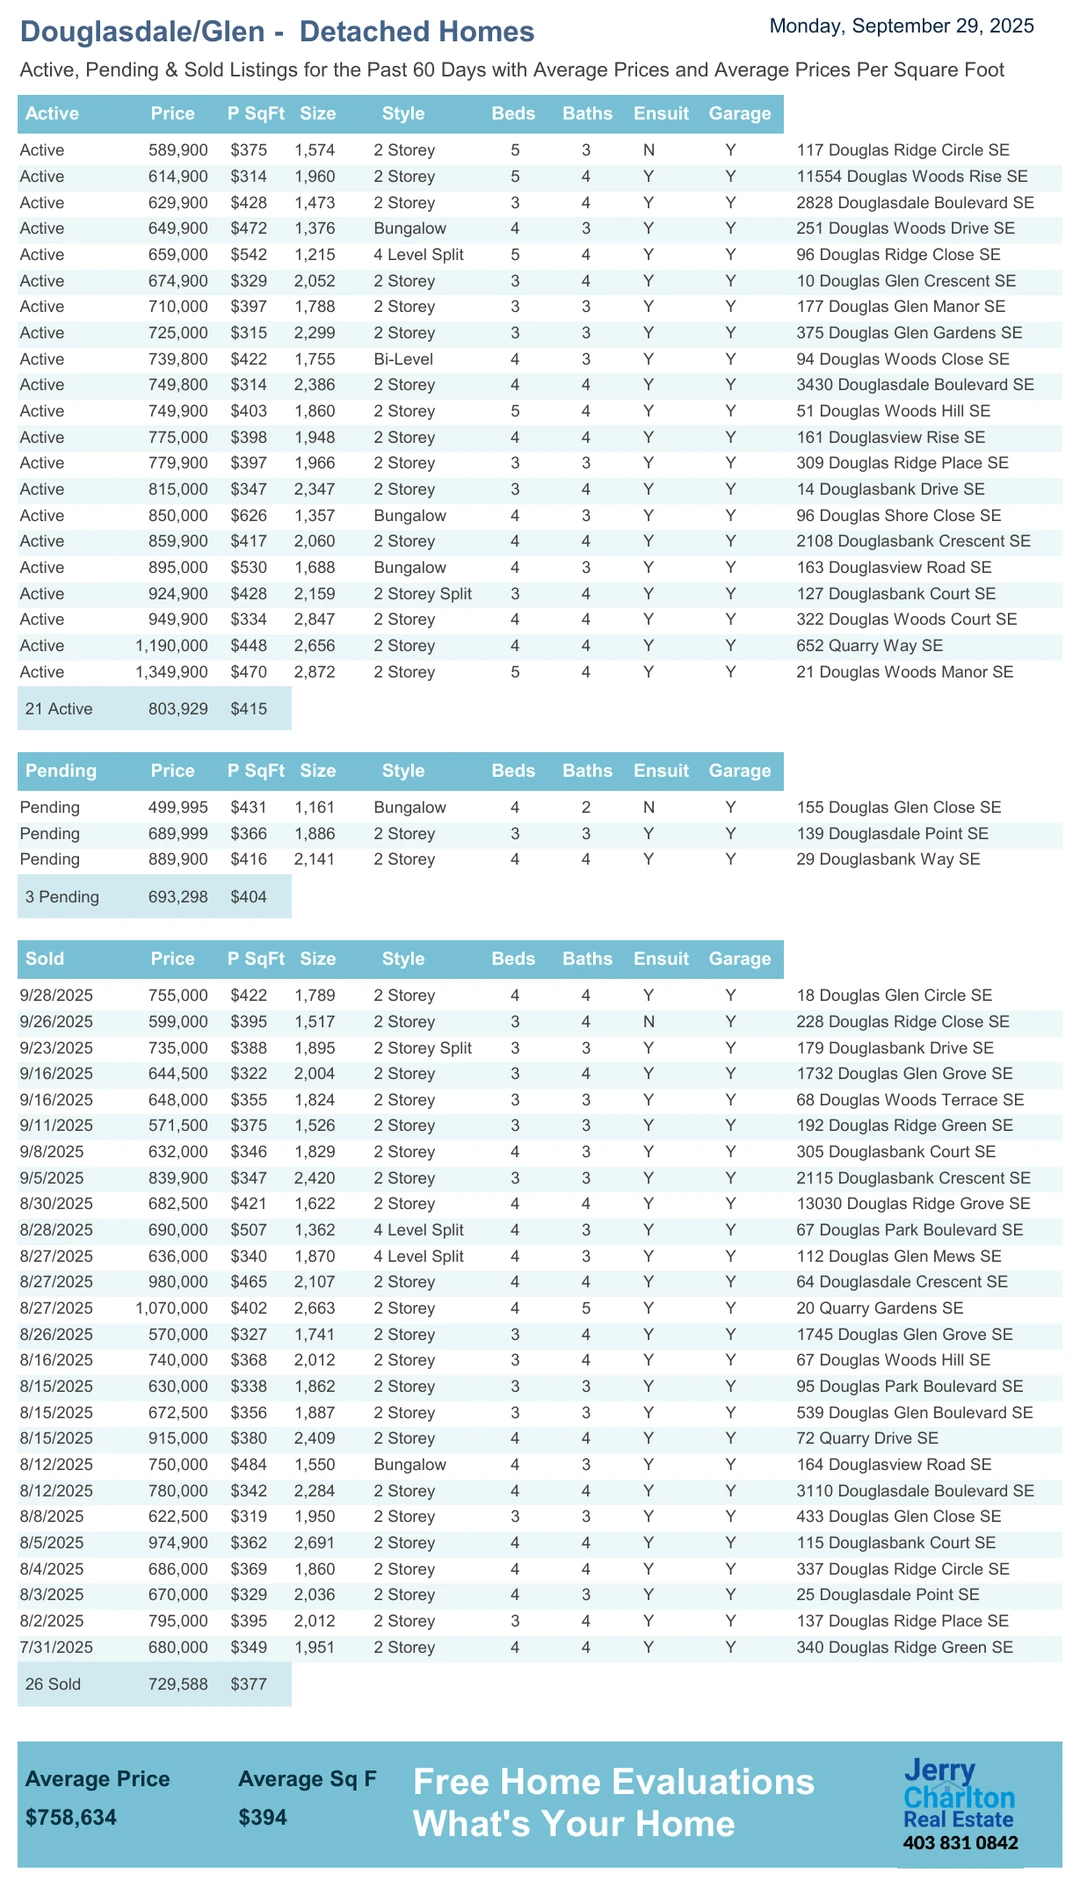 Douglasdale/Glen - Detached Homes Monday, September 29, 2025
Active, Pending & Sold Listings for the Past 60 Days with Average Prices and Average Prices Per Square Foot
Active Price P SqFt Size Style Beds Baths Ensuit Garage
Active 589,900 $375 1,574 2 Storey 5 3 N Y 117 Douglas Ridge Circle SE
Active 614,900 $314 1,960 2 Storey 5 4 Y Y 11554 Douglas Woods Rise SE
Active 629,900 $428 1,473 2 Storey 3 4 Y Y 2828 Douglasdale Boulevard SE
Active 649,900 $472 1,376 Bungalow 4 3 Y Y 251 Douglas Woods Drive SE
Active 659,000 $542 1,215 4 Level Split 5 4 Y Y 96 Douglas Ridge Close SE
Active 674,900 $329 2,052 2 Storey 3 4 Y Y 10 Douglas Glen Crescent SE
Active 710,000 $397 1,788 2 Storey 3 3 Y Y 177 Douglas Glen Manor SE
Active 725,000 $315 2,299 2 Storey 3 3 Y Y 375 Douglas Glen Gardens SE
Active 739,800 $422 1,755 Bi-Level 4 3 Y Y 94 Douglas Woods Close SE
Active 749,800 $314 2,386 2 Storey 4 4 Y Y 3430 Douglasdale Boulevard SE
Active 749,900 $403 1,860 2 Storey 5 4 Y Y 51 Douglas Woods Hill SE
Active 775,000 $398 1,948 2 Storey 4 4 Y Y 161 Douglasview Rise SE
Active 779,900 $397 1,966 2 Storey 3 3 Y Y 309 Douglas Ridge Place SE
Active 815,000 $347 2,347 2 Storey 3 4 Y Y 14 Douglasbank Drive SE
Active 850,000 $626 1,357 Bungalow 4 3 Y Y 96 Douglas Shore Close SE
Active 859,900 $417 2,060 2 Storey 4 4 Y Y 2108 Douglasbank Crescent SE
Active 895,000 $530 1,688 Bungalow 4 3 Y Y 163 Douglasview Road SE
Active 924,900 $428 2,159 2 Storey Split 3 4 Y Y 127 Douglasbank Court SE
Active 949,900 $334 2,847 2 Storey 4 4 Y Y 322 Douglas Woods Court SE
Active 1,190,000 $448 2,656 2 Storey 4 4 Y Y 652 Quarry Way SE
Active 1,349,900 $470 2,872 2 Storey 5 4 Y Y 21 Douglas Woods Manor SE
21 Active 803,929 $415
Pending Price P SqFt Size Style Beds Baths Ensuit Garage
Pending 499,995 $431 1,161 Bungalow 4 2 N Y 155 Douglas Glen Close SE
Pending 689,999 $366 1,886 2 Storey 3 3 Y Y 139 Douglasdale Point SE
Pending 889,900 $416 2,141 2 Storey 4 4 Y Y 29 Douglasbank Way SE
3 Pending 693,298 $404
Sold Price P SqFt Size Style Beds Baths Ensuit Garage
9/28/2025 755,000 $422 1,789 2 Storey 4 4 Y Y 18 Douglas Glen Circle SE
9/26/2025 599,000 $395 1,517 2 Storey 3 4 N Y 228 Douglas Ridge Close SE
9/23/2025 735,000 $388 1,895 2 Storey Split 3 3 Y Y 179 Douglasbank Drive SE
9/16/2025 644,500 $322 2,004 2 Storey 3 4 Y Y 1732 Douglas Glen Grove SE
9/16/2025 648,000 $355 1,824 2 Storey 3 3 Y Y 68 Douglas Woods Terrace SE
9/11/2025 571,500 $375 1,526 2 Storey 3 3 Y Y 192 Douglas Ridge Green SE
9/8/2025 632,000 $346 1,829 2 Storey 4 3 Y Y 305 Douglasbank Court SE
9/5/2025 839,900 $347 2,420 2 Storey 3 3 Y Y 2115 Douglasbank Crescent SE
8/30/2025 682,500 $421 1,622 2 Storey 4 4 Y Y 13030 Douglas Ridge Grove SE
8/28/2025 690,000 $507 1,362 4 Level Split 4 3 Y Y 67 Douglas Park Boulevard SE
8/27/2025 636,000 $340 1,870 4 Level Split 4 3 Y Y 112 Douglas Glen Mews SE
8/27/2025 980,000 $465 2,107 2 Storey 4 4 Y Y 64 Douglasdale Crescent SE
8/27/2025 1,070,000 $402 2,663 2 Storey 4 5 Y Y 20 Quarry Gardens SE
8/26/2025 570,000 $327 1,741 2 Storey 3 4 Y Y 1745 Douglas Glen Grove SE
8/16/2025 740,000 $368 2,012 2 Storey 3 4 Y Y 67 Douglas Woods Hill SE
8/15/2025 630,000 $338 1,862 2 Storey 3 3 Y Y 95 Douglas Park Boulevard SE
8/15/2025 672,500 $356 1,887 2 Storey 3 3 Y Y 539 Douglas Glen Boulevard SE
8/15/2025 915,000 $380 2,409 2 Storey 4 4 Y Y 72 Quarry Drive SE
8/12/2025 750,000 $484 1,550 Bungalow 4 3 Y Y 164 Douglasview Road SE
8/12/2025 780,000 $342 2,284 2 Storey 4 4 Y Y 3110 Douglasdale Boulevard SE
8/8/2025 622,500 $319 1,950 2 Storey 3 3 Y Y 433 Douglas Glen Close SE
8/5/2025 974,900 $362 2,691 2 Storey 4 4 Y Y 115 Douglasbank Court SE
8/4/2025 686,000 $369 1,860 2 Storey 4 4 Y Y 337 Douglas Ridge Circle SE
8/3/2025 670,000 $329 2,036 2 Storey 4 3 Y Y 25 Douglasdale Point SE
8/2/2025 795,000 $395 2,012 2 Storey 3 4 Y Y 137 Douglas Ridge Place SE
7/31/2025 680,000 $349 1,951 2 Storey 4 4 Y Y 340 Douglas Ridge Green SE
26 Sold 729,588 $377
Average Price Average Sq F
$758,634 $394
Free Home Evaluations
What's Your Home
Jerry
Charlton
Real Estate
403 831 0842